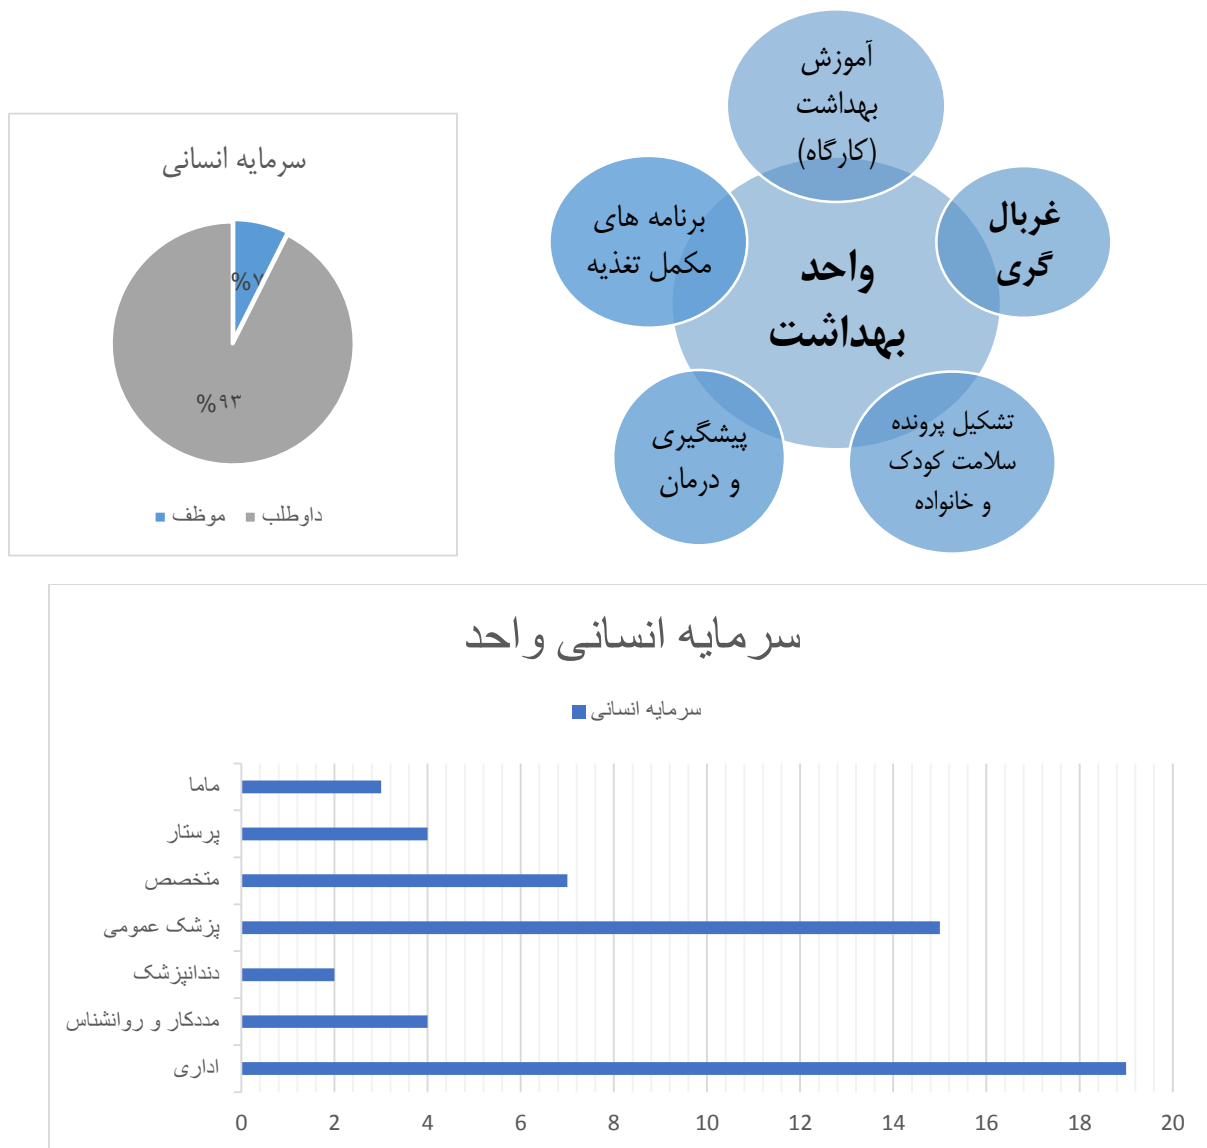 آموزش
بهداشت
(کارگاه)
غربال
گری
برنامه های
مکمل تغذیه
واحد
بهداشت
تشکیل پرونده
سلامت کودک
و خانواده
پیشگیری
و درمان
سرمایه انسانی
%۷
%۹۳
موظف
داوطلب
سرمایه انسانی واحد
سرمایه انسانی
ماما
پرستار
متخصص
پزشک عمومی
دندانپزشک
مددکار و روانشناس
اداری
0 2 4 6 8 10 12 14 16 18 20